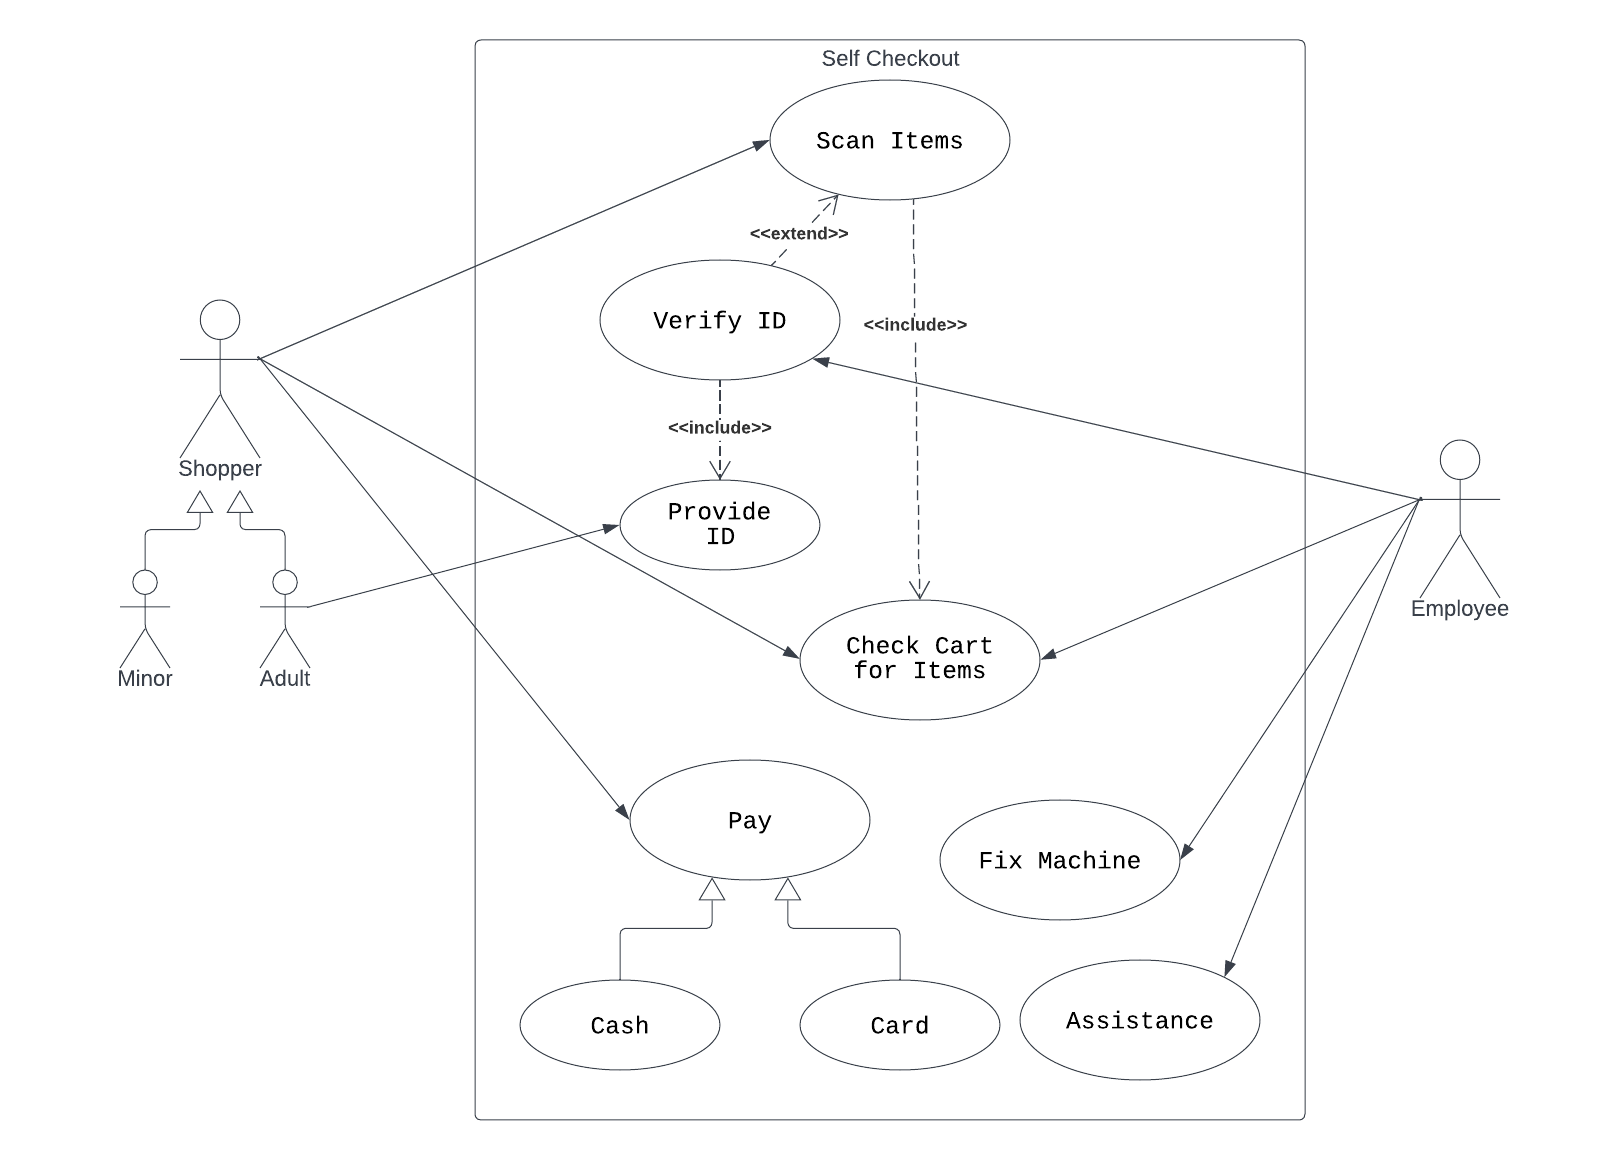 Self Checkout
Scan Items
<<extend>>
Verify ID
<<include>>
<<include>>
Shopper
Provide
ID
Minor
Adult
Employee
Check Cart
for Items
Pay
Fix Machine
Cash
Card
Assistance